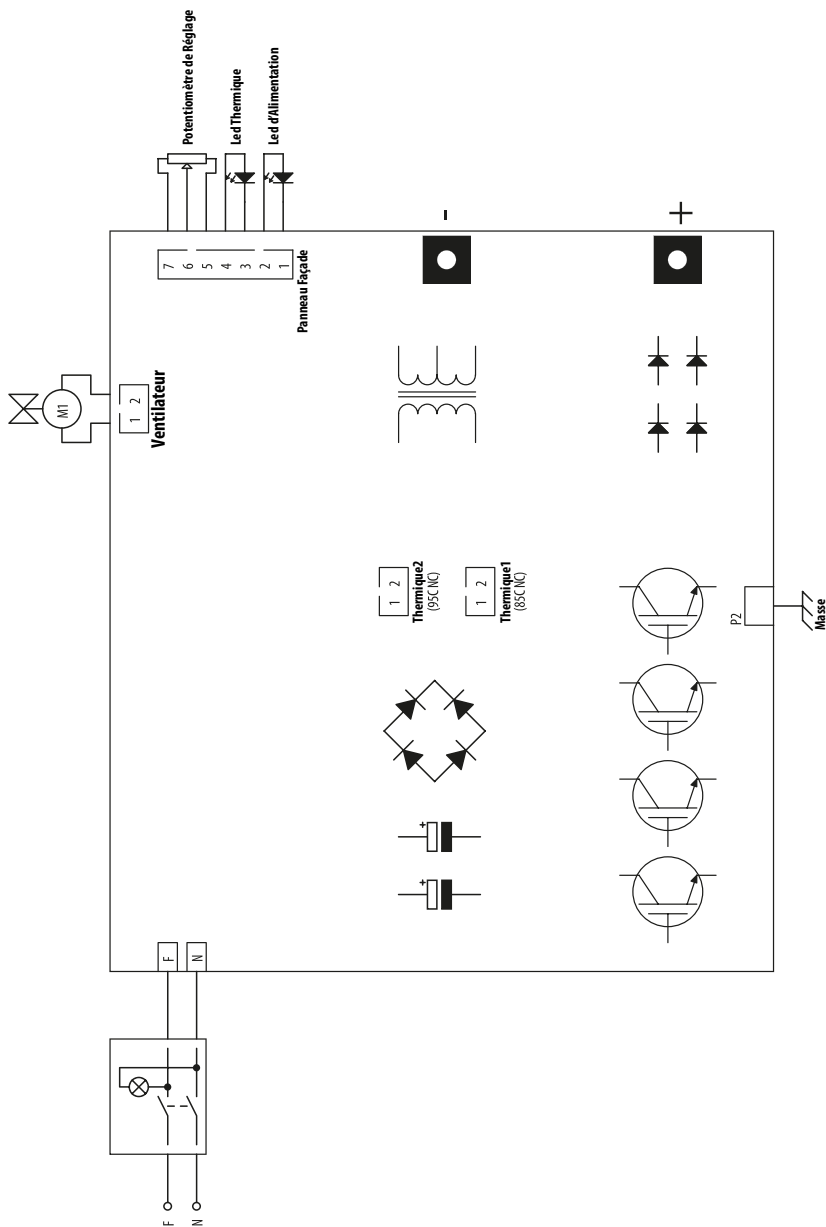 Potentiomètre de Réglage
Led Thermique
Led d'Alimentation
7
6
5
4
3
2
1
Panneau Façade
-
+
M1
1 2
Ventilateur
1 2
Thermique2
(95C NC)
1 2
Thermique1
(85C NC)
P2
Masse
+
+
F
N
F
N